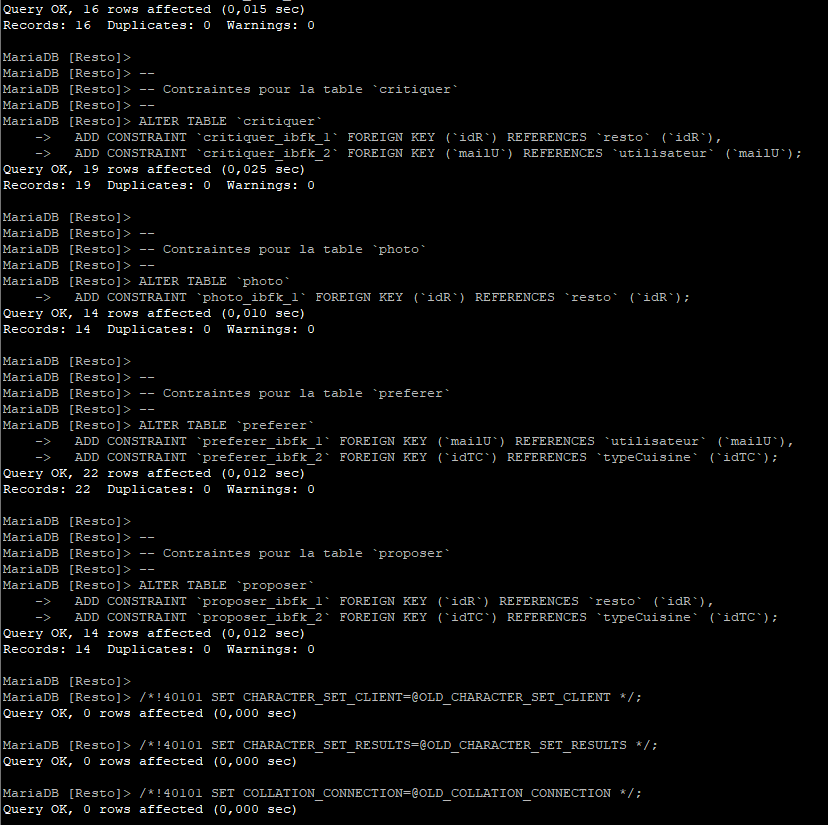 Query OK, 16 rows affected (0,015 sec)
Records: 16  Duplicates: 0  Warnings: 0

MariaDB [Resto]>
MariaDB [Resto]> --
MariaDB [Resto]> -- Contraintes pour la table `critiquer`
MariaDB [Resto]> --
MariaDB [Resto]> ALTER TABLE `critiquer`
    ->   ADD CONSTRAINT `critiquer_ibfk_1` FOREIGN KEY (`idR`) REFERENCES `resto` (`idR`),
    ->   ADD CONSTRAINT `critiquer_ibfk_2` FOREIGN KEY (`mailU`) REFERENCES `utilisateur` (`mailU`);
Query OK, 19 rows affected (0,025 sec)
Records: 19  Duplicates: 0  Warnings: 0

MariaDB [Resto]>
MariaDB [Resto]> --
MariaDB [Resto]> -- Contraintes pour la table `photo`
MariaDB [Resto]> --
MariaDB [Resto]> ALTER TABLE `photo`
    ->   ADD CONSTRAINT `photo_ibfk_1` FOREIGN KEY (`idR`) REFERENCES `resto` (`idR`);
Query OK, 14 rows affected (0,010 sec)
Records: 14  Duplicates: 0  Warnings: 0

MariaDB [Resto]>
MariaDB [Resto]> --
MariaDB [Resto]> -- Contraintes pour la table `preferer`
MariaDB [Resto]> --
MariaDB [Resto]> ALTER TABLE `preferer`
    ->   ADD CONSTRAINT `preferer_ibfk_1` FOREIGN KEY (`mailU`) REFERENCES `utilisateur` (`mailU`),
    ->   ADD CONSTRAINT `preferer_ibfk_2` FOREIGN KEY (`idTC`) REFERENCES `typeCuisine` (`idTC`);
Query OK, 22 rows affected (0,012 sec)
Records: 22  Duplicates: 0  Warnings: 0

MariaDB [Resto]>
MariaDB [Resto]> --
MariaDB [Resto]> -- Contraintes pour la table `proposer`
MariaDB [Resto]> --
MariaDB [Resto]> ALTER TABLE `proposer`
    ->   ADD CONSTRAINT `proposer_ibfk_1` FOREIGN KEY (`idR`) REFERENCES `resto` (`idR`),
    ->   ADD CONSTRAINT `proposer_ibfk_2` FOREIGN KEY (`idTC`) REFERENCES `typeCuisine` (`idTC`);
Query OK, 14 rows affected (0,012 sec)
Records: 14  Duplicates: 0  Warnings: 0

MariaDB [Resto]>
MariaDB [Resto]> /*!40101 SET CHARACTER_SET_CLIENT=@OLD_CHARACTER_SET_CLIENT */;
Query OK, 0 rows affected (0,000 sec)

MariaDB [Resto]> /*!40101 SET CHARACTER_SET_RESULTS=@OLD_CHARACTER_SET_RESULTS */;
Query OK, 0 rows affected (0,000 sec)

MariaDB [Resto]> /*!40101 SET COLLATION_CONNECTION=@OLD_COLLATION_CONNECTION */;
Query OK, 0 rows affected (0,000 sec)